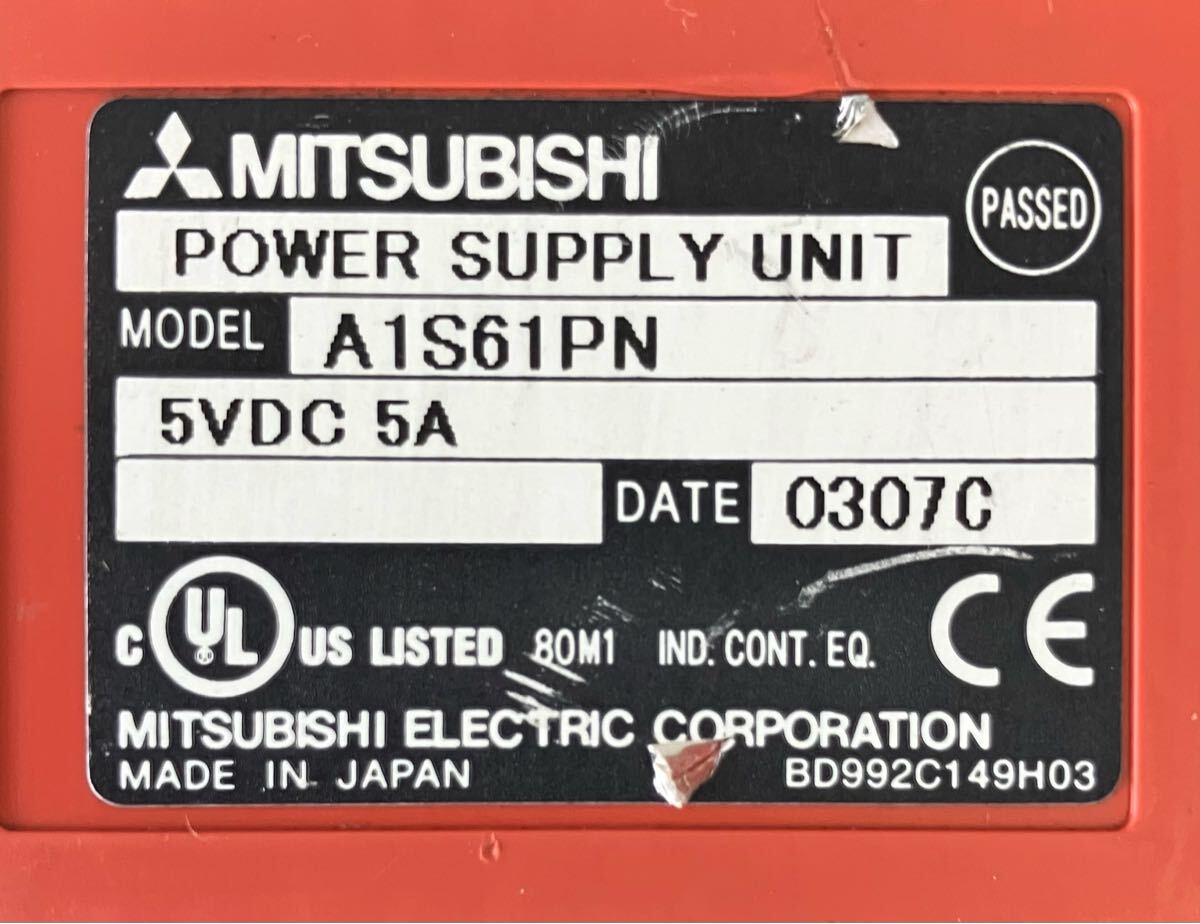 MITSUBISHI
PASSED
POWER SUPPLY UNIT
MODEL A1S61PN
5VDC 5A
DATE 0307C
C UL US LISTED 80M1 IND. CONT. EQ. CE
MITSUBISHI ELECTRIC CORPORATION
MADE IN JAPAN BD992C149H03